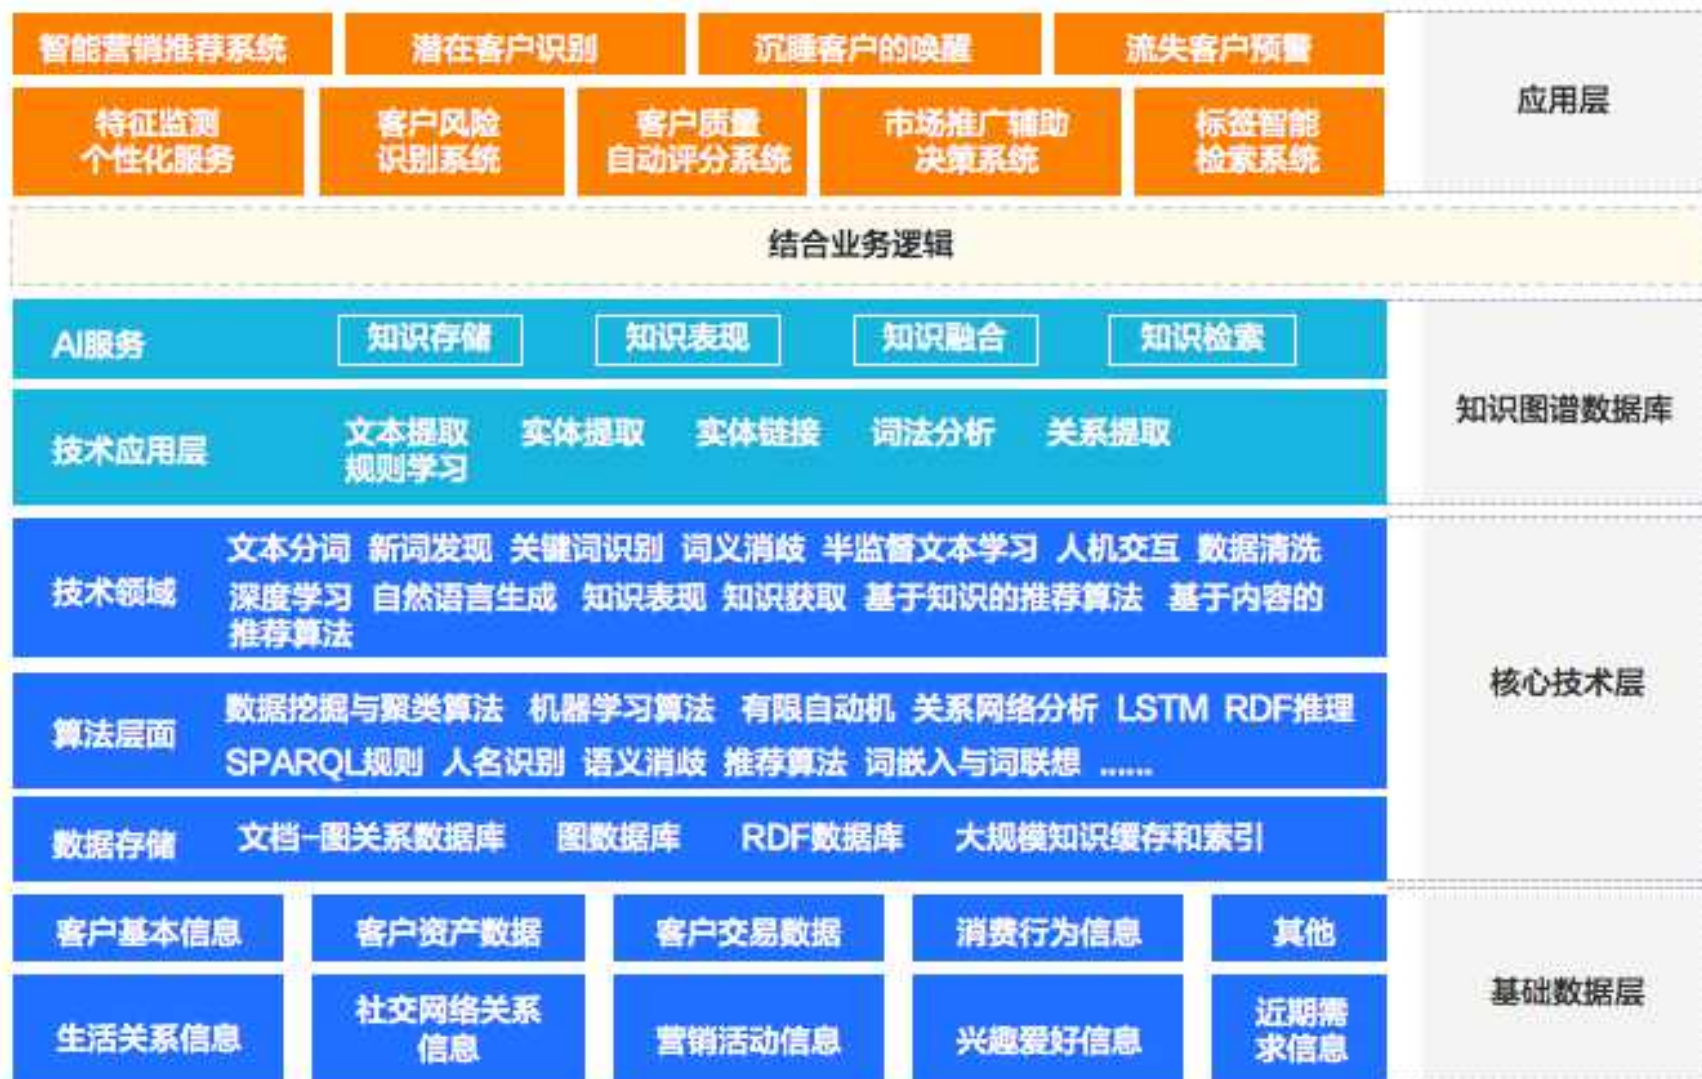 智能营销推荐系统
潜在客户识别
沉睡客户的唤醒
流失客户预警
应用层
特征监测
个性化服务
客户风险
识别系统
客户质量
自动评分系统
市场推广辅助
决策系统
标签智能
检索系统
结合业务逻辑
AI服务
知识存储
知识表现
知识融合
知识检索
知识图谱数据库
技术应用层
文本提取 实体提取 实体链接 词法分析 关系提取
规则学习
技术领域
文本分词 新词发现 关键词识别 词义消歧 半监督文本学习 人机交互 数据清洗
深度学习 自然语言生成 知识表现 知识获取 基于知识的推荐算法 基于内容的
推荐算法
核心技术层
算法层面
数据挖掘与聚类算法 机器学习算法 有限自动机 关系网络分析 LSTM RDF推理
SPARQL规则 人名识别 语义消歧 推荐算法 词嵌入与词联想 ......
数据存储
文档-图关系数据库 图数据库 RDF数据库 大规模知识缓存和索引
客户基本信息
客户资产数据
客户交易数据
消费行为信息
其他
基础数据层
生活关系信息
社交网络关系
信息
营销活动信息
兴趣爱好信息
近期需
求信息